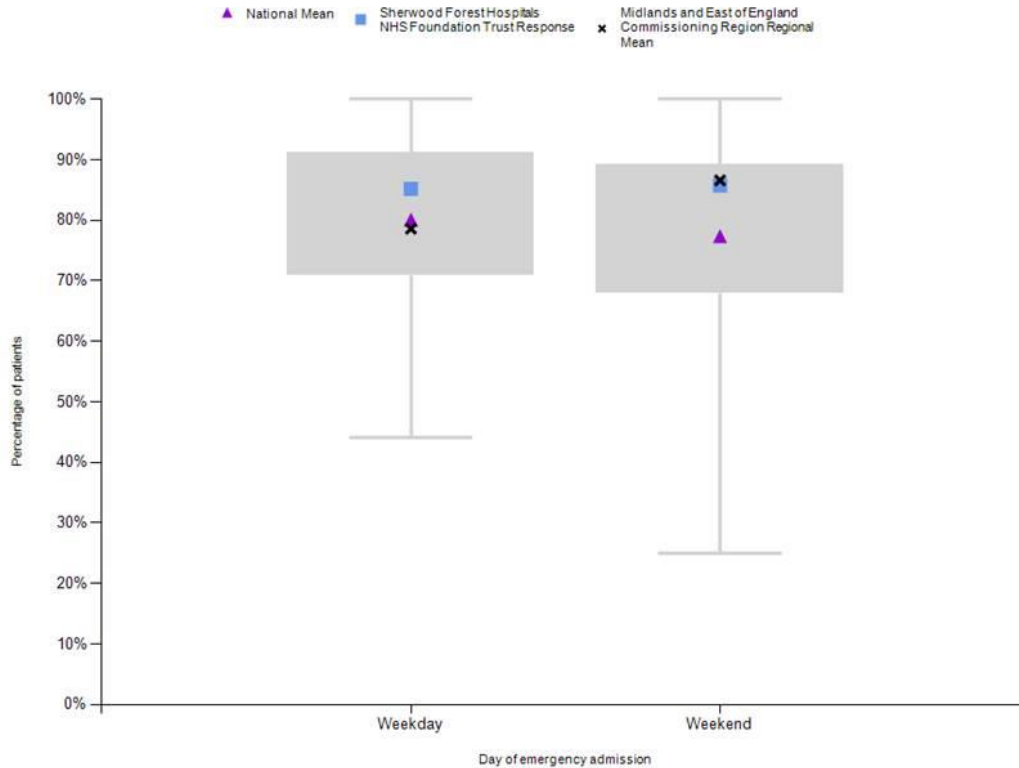 National Mean
Sherwood Forest Hospitals
NHS Foundation Trust Response
Midlands and East of England
Commissioning Region Regional
Mean
100%
90%
80%
70%
60%
50%
40%
30%
20%
10%
0%
Percentage of patients
Weekday
Weekend
Day of emergency admission